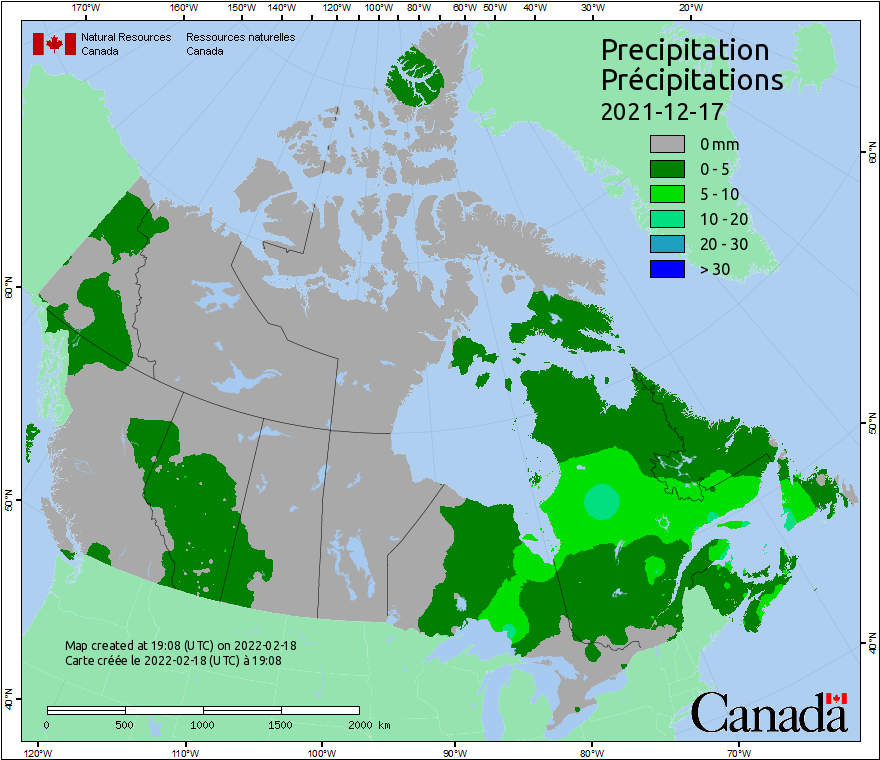 170°W 160°W 150°W 140°W 130°W 120°W 110°W 100°W 90°W 80°W 60°W 50°W 40°W 30°W 20°W
Natural Resources Canada
Ressources naturelles Canada
Precipitation
Précipitations
2021-12-17
0 mm
0 - 5
5 - 10
10 - 20
20 - 30
> 30
60°N
60°N
50°N
50°N
40°N
40°N
Map created at 19:08 (UTC) on 2022-02-18
Carte créée le 2022-02-18 (UTC) à 19:08
0 500 1000 1500 2000 km
Canada
120°W 110°W 100°W 90°W 80°W 70°W